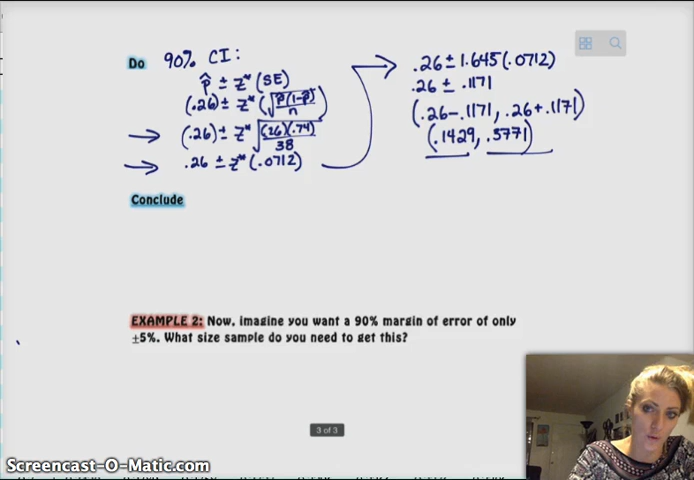 Do 90% CI:
p̂ ± z* (SE)
(.26) ± z* (√p̂(1-p̂)/n)
(.26) ± z* √(.26)(.74)/38
.26 ± z* (.0712)
.26 ± 1.645(.0712)
.26 ± .1171
(.26-.1171, .26+.1171)
(.1429, .3771)
Conclude
EXAMPLE 2: Now, imagine you want a 90% margin of error of only
±5%. What size sample do you need to get this?
3 of 3
Screencast-O-Matic.com